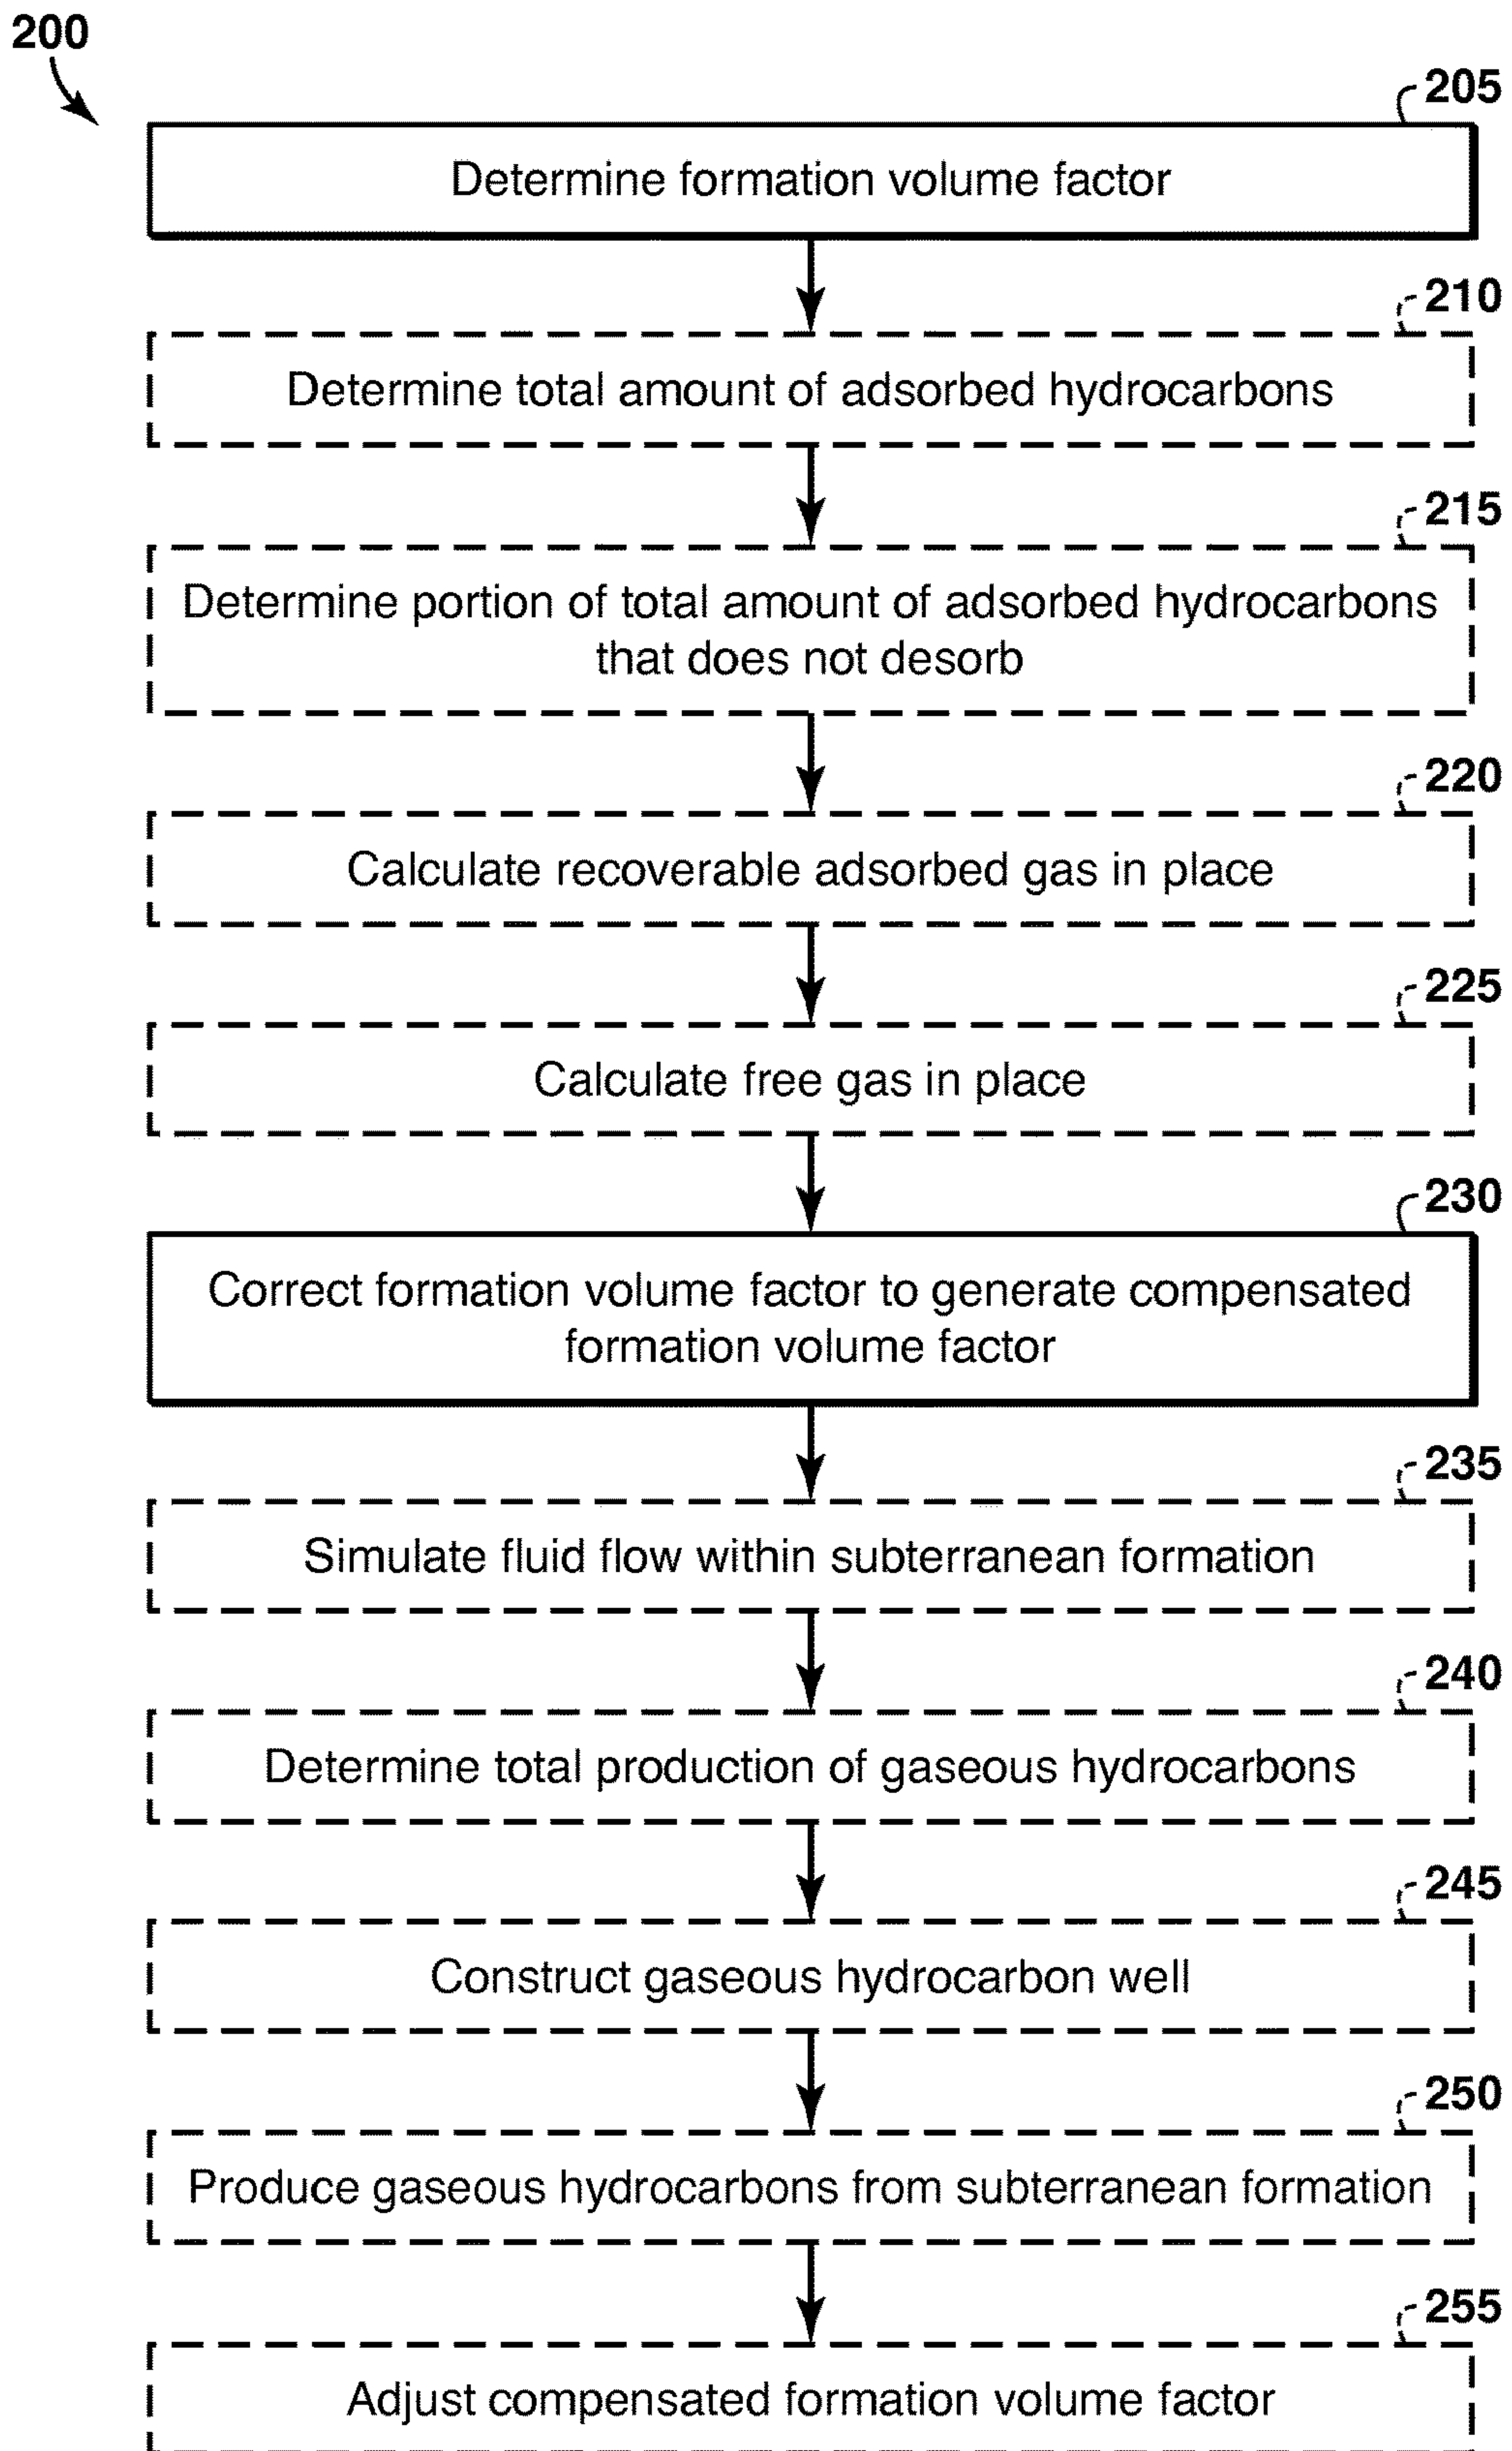 200
205
Determine formation volume factor
210
Determine total amount of adsorbed hydrocarbons
215
Determine portion of total amount of adsorbed hydrocarbons
that does not desorb
220
Calculate recoverable adsorbed gas in place
225
Calculate free gas in place
230
Correct formation volume factor to generate compensated
formation volume factor
235
Simulate fluid flow within subterranean formation
240
Determine total production of gaseous hydrocarbons
245
Construct gaseous hydrocarbon well
250
Produce gaseous hydrocarbons from subterranean formation
255
Adjust compensated formation volume factor